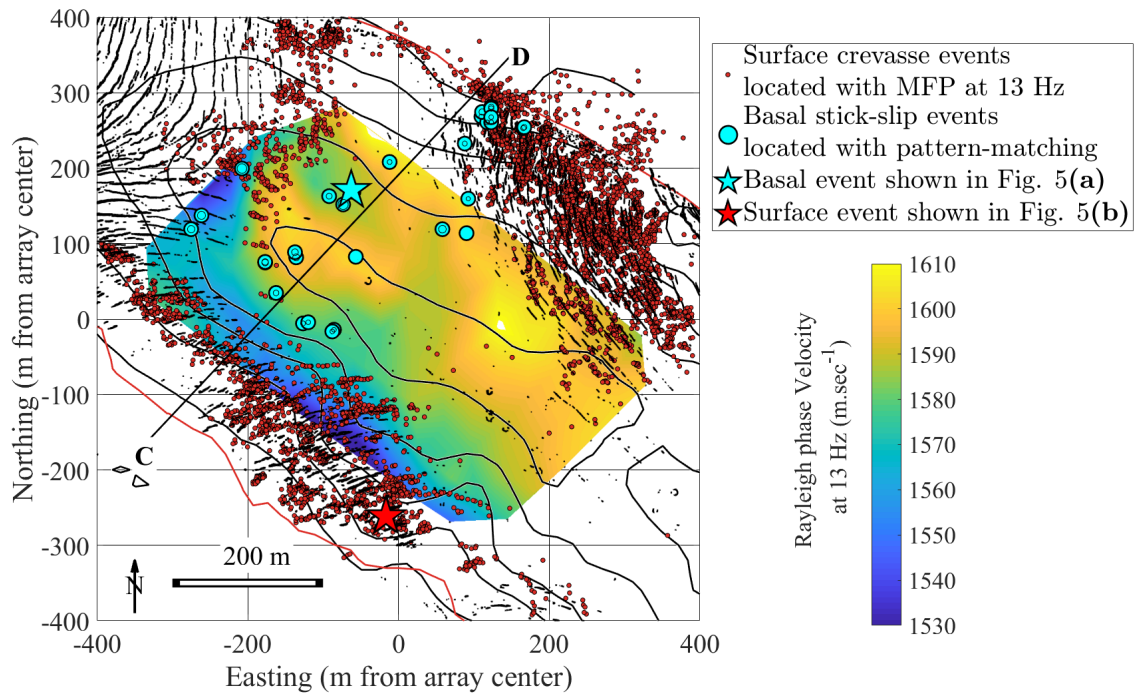 400
300
200
100
0
-100
-200
-300
-400
-400
-200
0
200
400
Northing (m from array center)
Easting (m from array center)
D
C
200 m
N
Surface crevasse events
located with MFP at 13 Hz
Basal stick-slip events
located with pattern-matching
Basal event shown in Fig. 5(a)
Surface event shown in Fig. 5(b)
Rayleigh phase Velocity
at 13 Hz (m.sec⁻¹)
1610
1600
1590
1580
1570
1560
1550
1540
1530